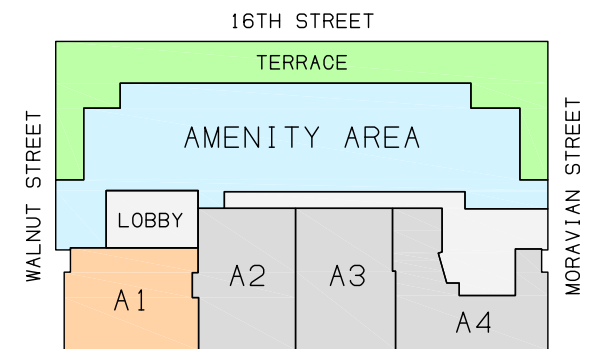 16TH STREET
TERRACE
WALNUT STREET
AMENITY AREA
MORAVIAN STREET
LOBBY
A1
A2
A3
A4